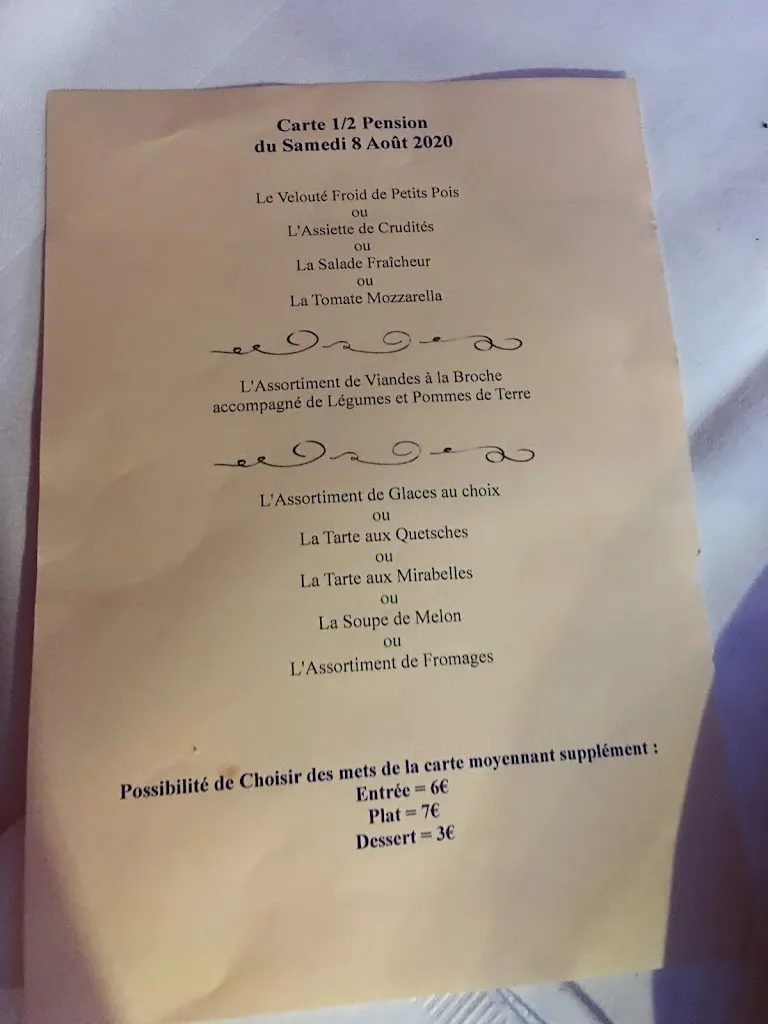 Carte 1/2 Pension
du Samedi 8 Août 2020
Le Velouté Froid de Petits Pois
ou
L'Assiette de Crudités
ou
La Salade Fraîcheur
ou
La Tomate Mozzarella
L'Assortiment de Viandes à la Broche
accompagné de Légumes et Pommes de Terre
L'Assortiment de Glaces au choix
ou
La Tarte aux Quetsches
ou
La Tarte aux Mirabelles
ou
La Soupe de Melon
ou
L'Assortiment de Fromages
Possibilité de Choisir des mets de la carte moyennant supplément :
Entrée = 6€
Plat = 7€
Dessert = 3€